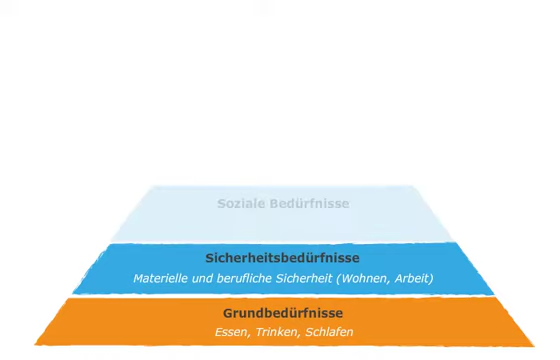 Soziale Bedürfnisse
Sicherheitsbedürfnisse
Materielle und berufliche Sicherheit (Wohnen, Arbeit)
Grundbedürfnisse
Essen, Trinken, Schlafen